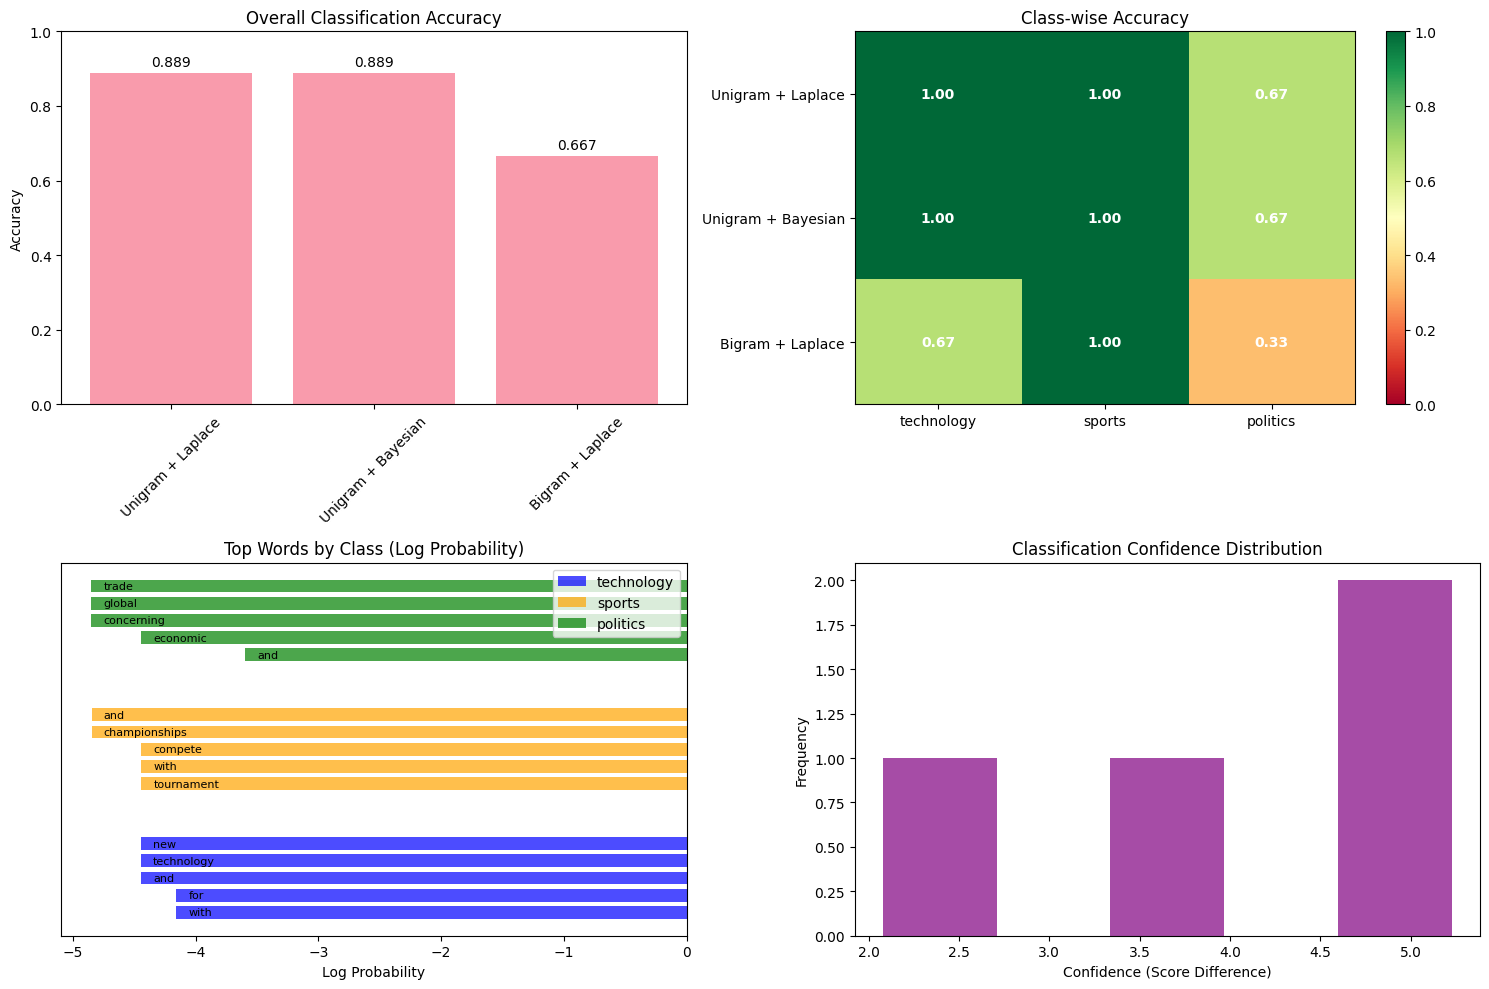 Overall Classification Accuracy
1.0
0.8
0.6
0.4
0.2
0.0
Accuracy
0.889
0.889
0.667
Unigram + Laplace
Unigram + Bayesian
Bigram + Laplace
Class-wise Accuracy
Unigram + Laplace
Unigram + Bayesian
Bigram + Laplace
1.00 1.00 0.67
1.00 1.00 0.67
0.67 1.00 0.33
technology sports politics
1.0
0.8
0.6
0.4
0.2
0.0
Top Words by Class (Log Probability)
technology
sports
politics
trade
global
concerning
economic
and
and
championships
compete
with
tournament
new
technology
and
for
with
−5 −4 −3 −2 −1 0
Log Probability
Classification Confidence Distribution
2.00
1.75
1.50
1.25
1.00
0.75
0.50
0.25
0.00
Frequency
2.0 2.5 3.0 3.5 4.0 4.5 5.0
Confidence (Score Difference)